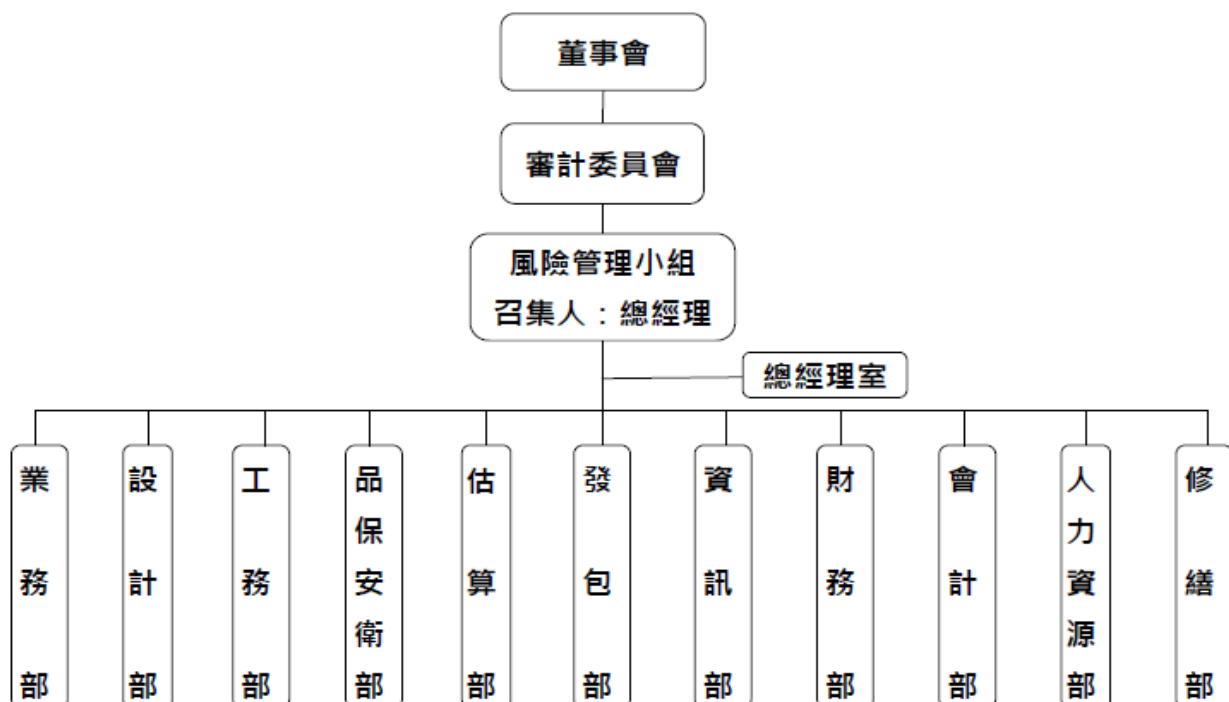 董事會
審計委員會
風險管理小組
召集人：總經理
總經理室
業務部
設計部
工務部
品保安衛部
估算部
發包部
資訊部
財務部
會計部
人力資源部
修繕部